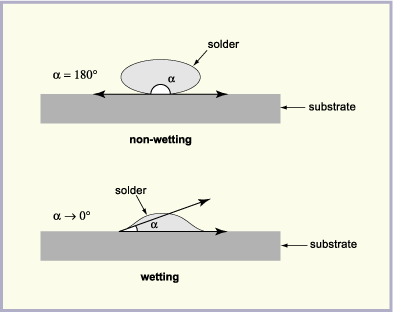 solder
α = 180°
α
substrate
non-wetting
solder
α → 0°
α
substrate
wetting